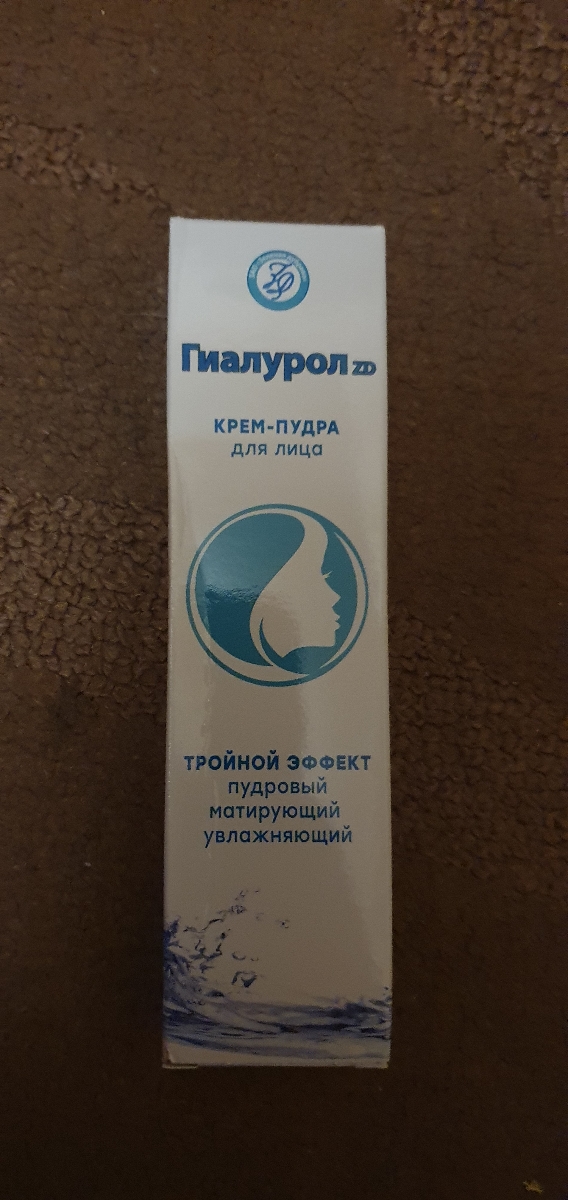 Гиалурол ZD
КРЕМ-ПУДРА
для лица
ТРОЙНОЙ ЭФФЕКТ
пудровый
матирующий
увлажняющий